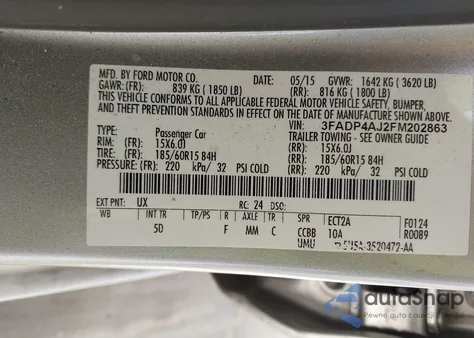 MFD. BY FORD MOTOR CO.
DATE: 05/15 GVWR: 1642 KG ( 3620 LB)
GAWR: (FR): 839 KG ( 1850 LB) (RR): 816 KG ( 1800 LB)
THIS VEHICLE CONFORMS TO ALL APPLICABLE FEDERAL MOTOR VEHICLE SAFETY, BUMPER,
AND THEFT PREVENTION STANDARDS IN EFFECT ON THE DATE OF MANUFACTURE SHOWN ABOVE.
VIN: 3FADP4AJ2FM202863
TYPE: Passenger Car TRAILER TOWING - SEE OWNER GUIDE
RIM: (FR): 15X6.0J (RR): 15X6.0J
TIRE: (FR): 185/60R15 84H (RR): 185/60R15 84H
PRESSURE: (FR): 220 kPa/ 32 PSI COLD (RR): 220 kPa/ 32 PSI COLD
EXT PNT: UX RC: 24 DSO:
WB INT TR TP/PS R AXLE TR SPR ECT2A F0124
5D F MM C CCBB 10A R0089
UMU
autoShap
Pewne auta z aukcji